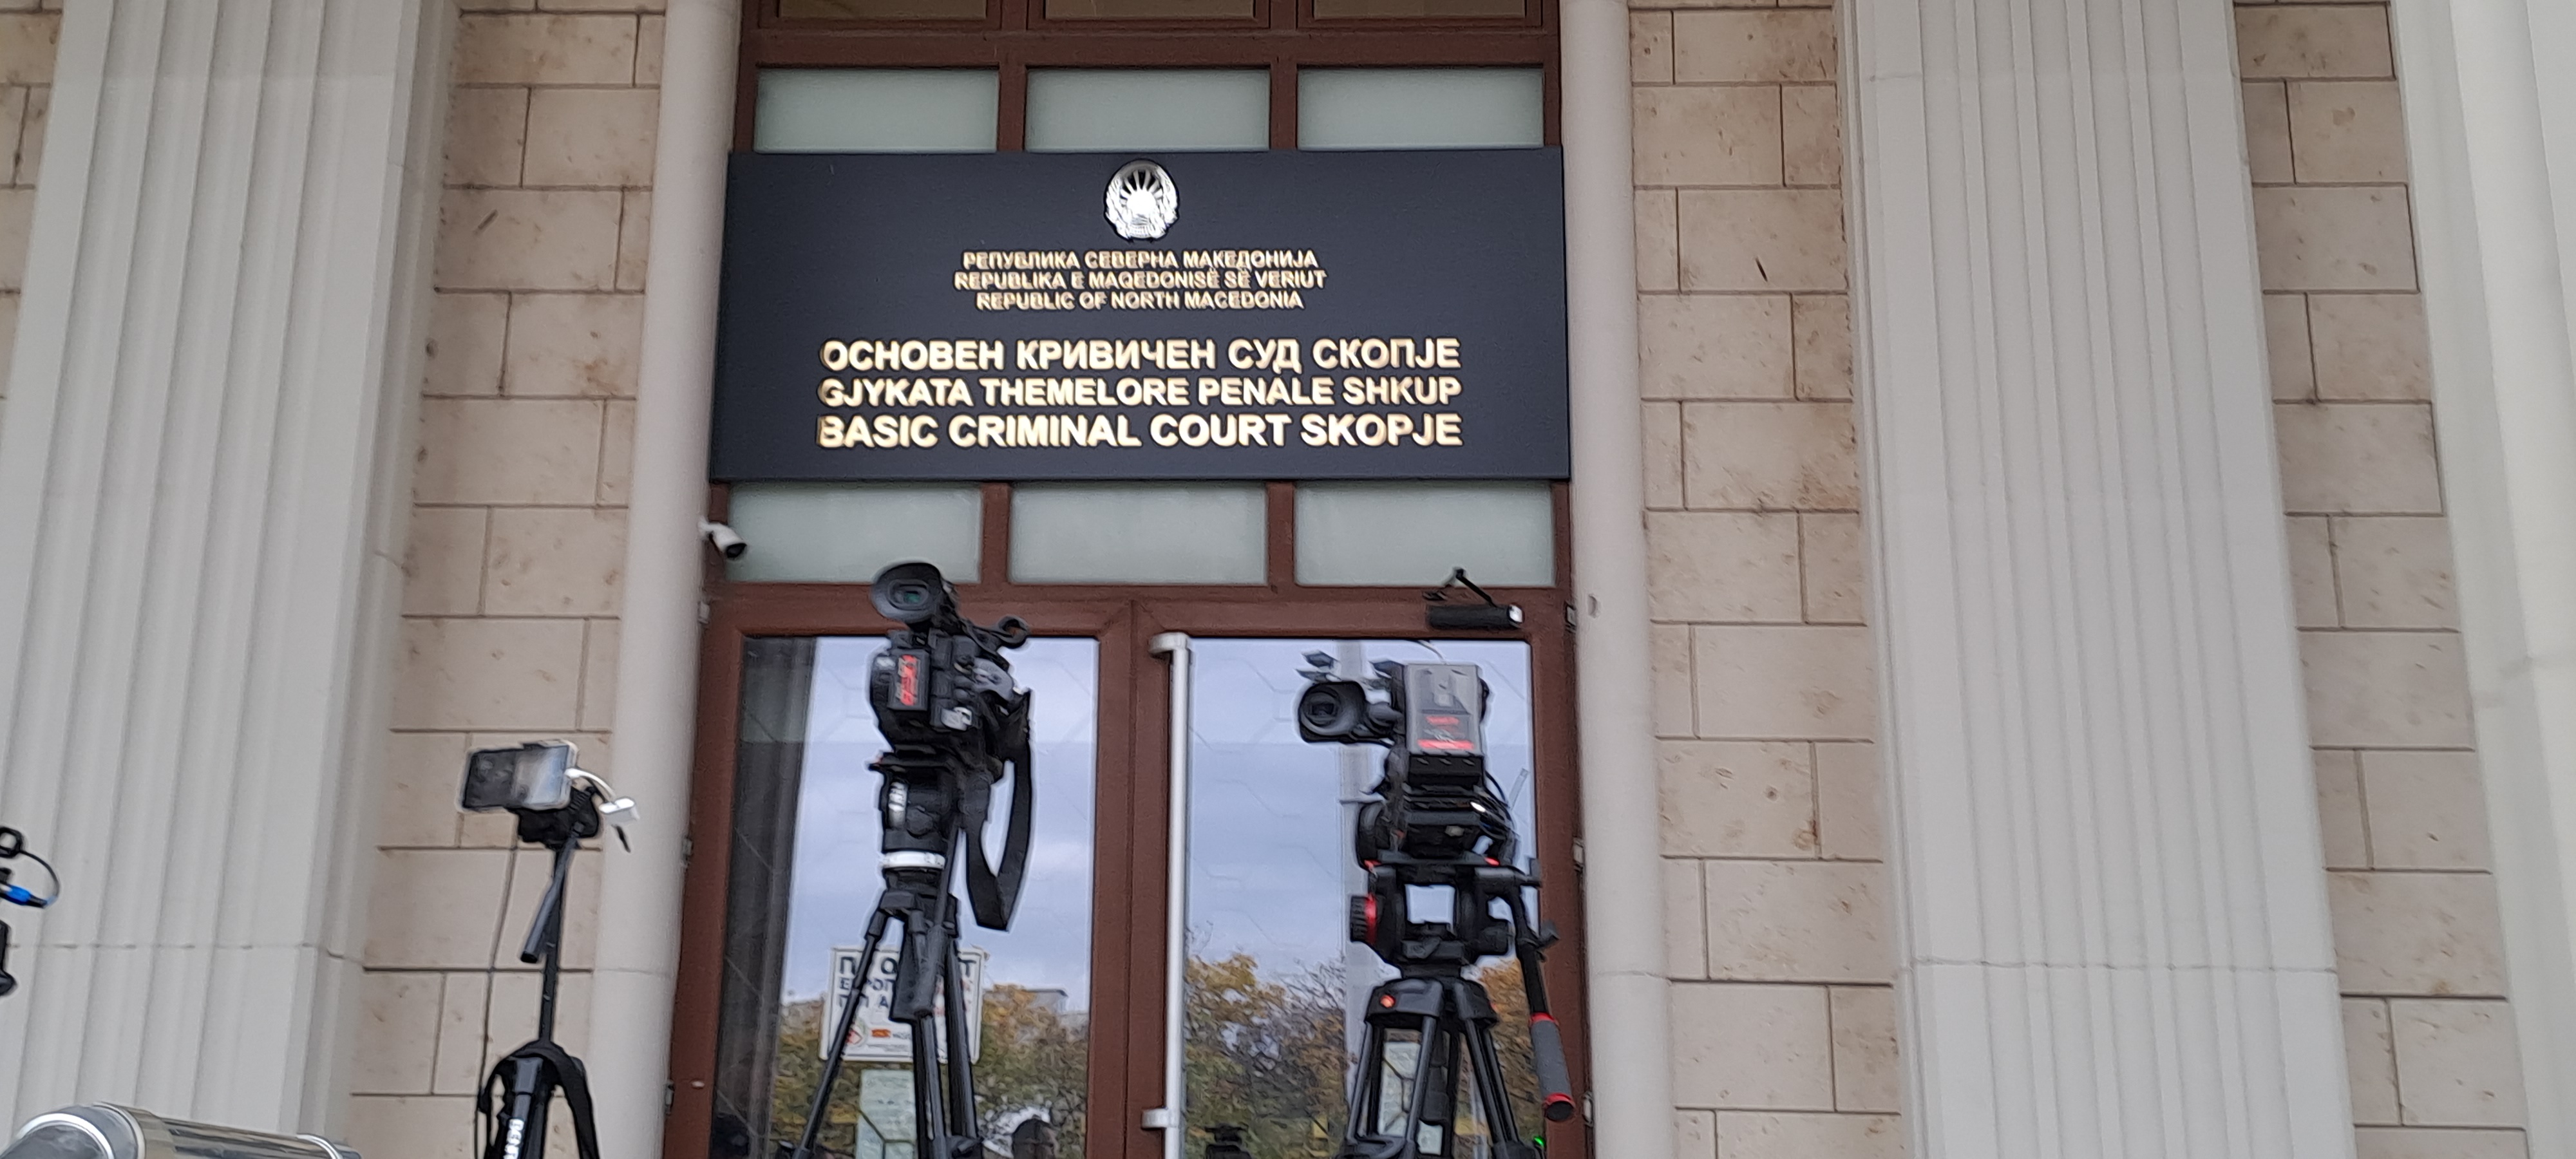 РЕПУБЛИКА СЕВЕРНА МАКЕДОНИЈА
REPUBLIKA E MAQEDONISË SË VERIUT
REPUBLIC OF NORTH MACEDONIA
ОСНОВЕН КРИВИЧЕН СУД СКОПЈЕ
GJYKATA THEMELORE PENALE SHKUP
BASIC CRIMINAL COURT SKOPJE